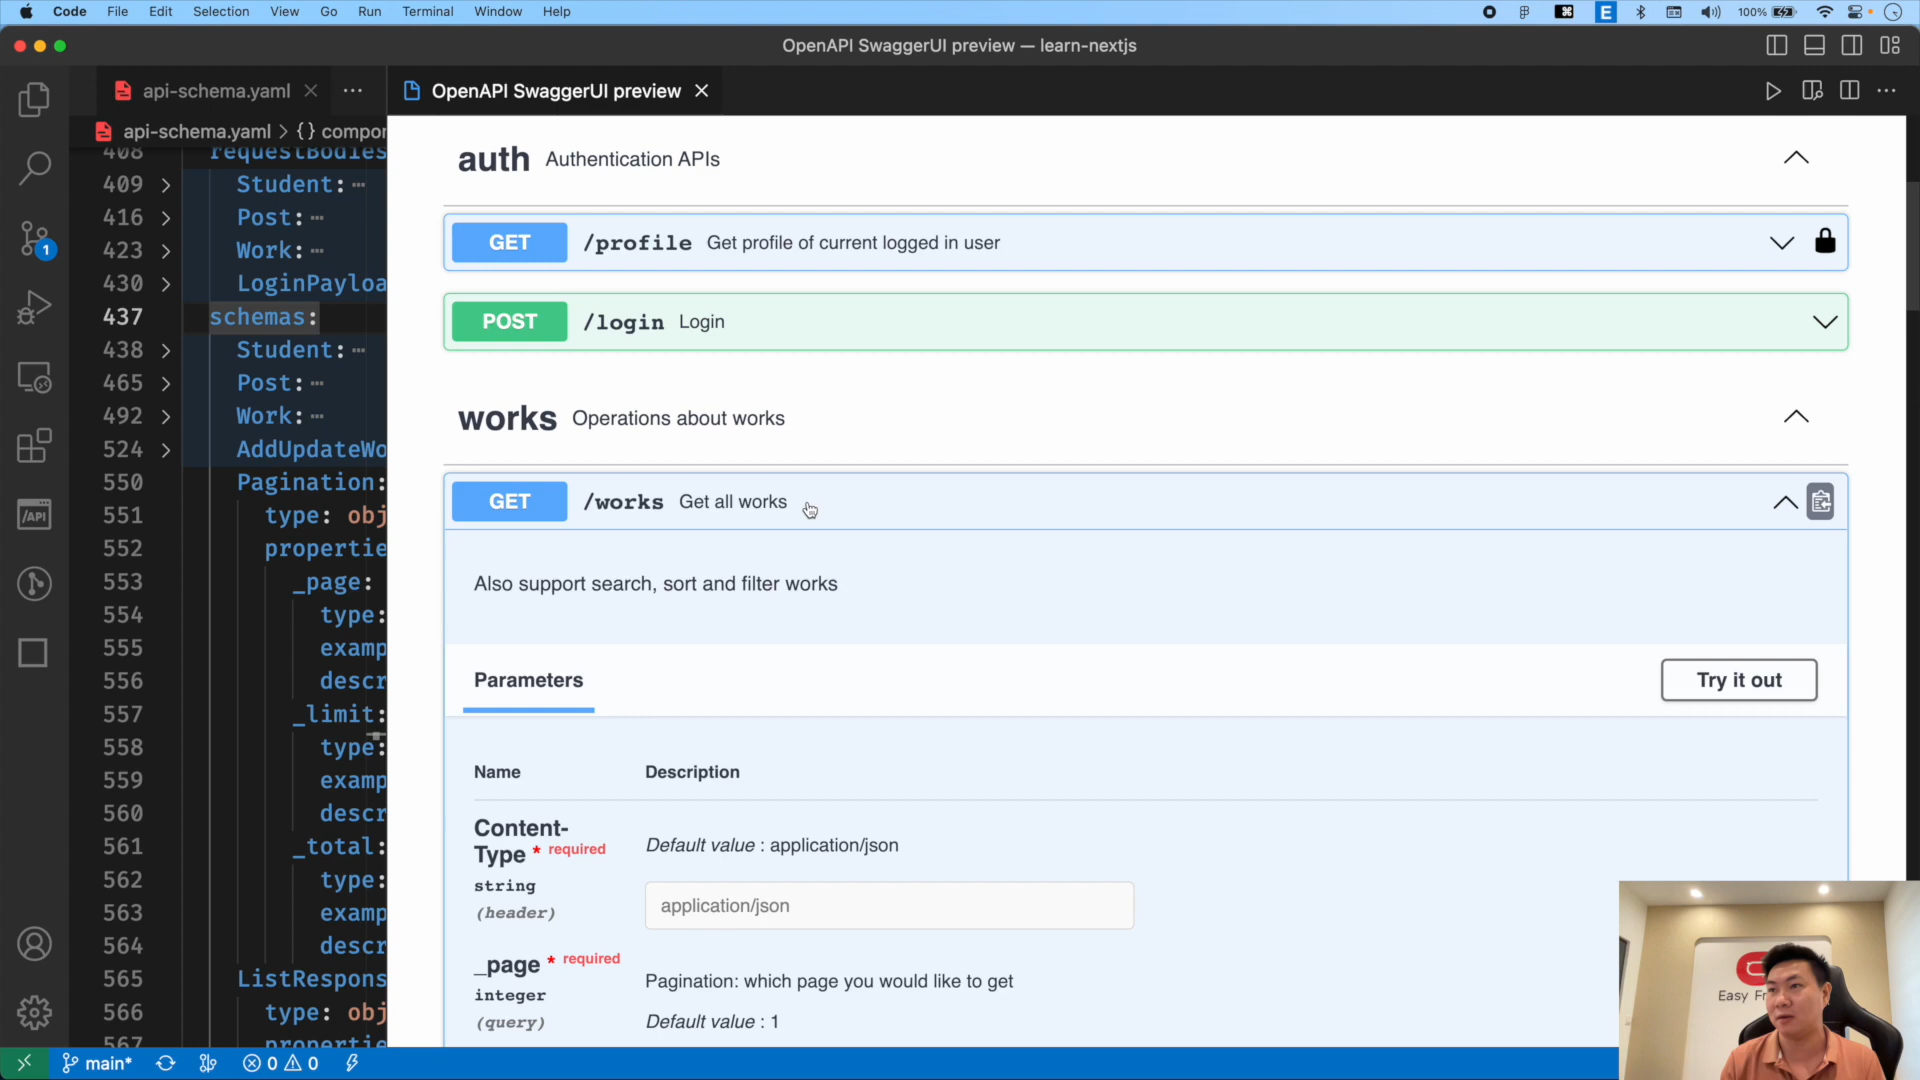 Code File Edit Selection View Go Run Terminal Window Help 100%
OpenAPI SwaggerUI preview — learn-nextjs
api-schema.yaml
OpenAPI SwaggerUI preview
api-schema.yaml > {} compor
408 requestBodies
409 Student:
416 Post:
423 Work:
430 LoginPayloa
437 schemas:
438 Student:
465 Post:
492 Work:
524 AddUpdateWo
550 Pagination:
551 type: obj
552 propertie
553 _page:
554 type:
555 examp
556 descr
557 _limit:
558 type:
559 examp
560 descr
561 _total:
562 type:
563 examp
564 descr
565 ListRespons
566 type: obj
567 propertie
1
/API
auth Authentication APIs
GET /profile Get profile of current logged in user
POST /login Login
works Operations about works
GET /works Get all works
Also support search, sort and filter works
Parameters
Try it out
Name Description
Content-
Type * required
string
(header)
Default value : application/json
application/json
_page * required
integer
(query)
Pagination: which page you would like to get
Default value : 1
main* 0 0
Easy